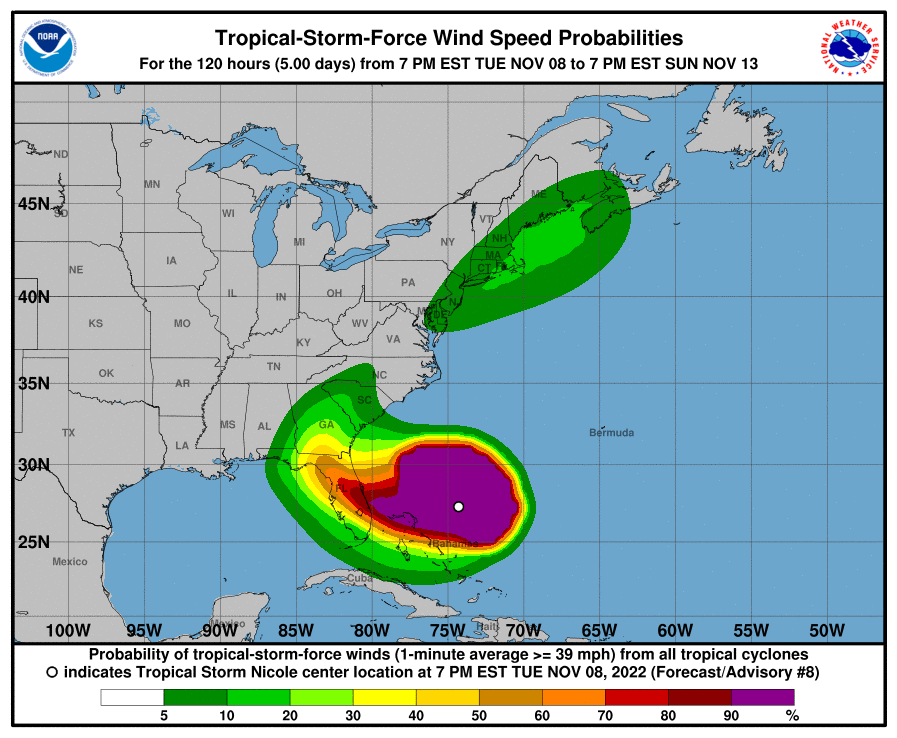 Tropical-Storm-Force Wind Speed Probabilities
For the 120 hours (5.00 days) from 7 PM EST TUE NOV 08 to 7 PM EST SUN NOV 13
NOAA
NATIONAL WEATHER SERVICE
ND
MN
ME
45N
SD
WI
VT
MI
NY
NH
MA
IA
CT
NE
PA
40N
IL
IN
OH
N
DE
KS
MO
WV
VA
KY
TN
OK
35N
AR
NC
SC
MS
AL
GA
TX
LA
Bermuda
30N
FL
25N
Bahamas
Mexico
Cuba
Mexico
Haiti
100W
95W
90W
85W
80W
75W
70W
65W
60W
55W
50W
Probability of tropical-storm-force winds (1-minute average >= 39 mph) from all tropical cyclones
indicates Tropical Storm Nicole center location at 7 PM EST TUE NOV 08, 2022 (Forecast/Advisory #8)
5 10 20 30 40 50 60 70 80 90 %